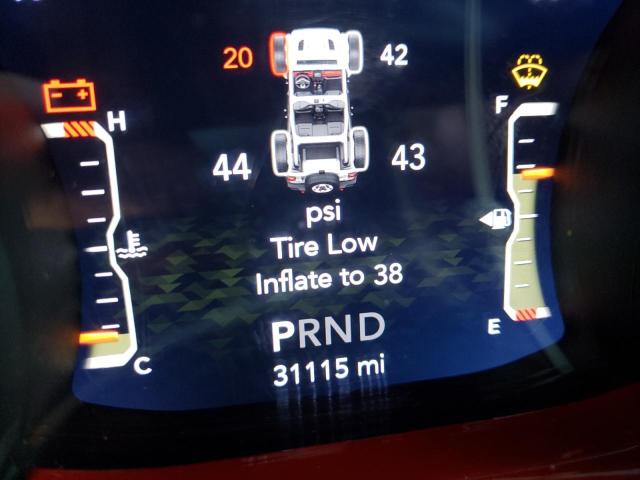 20 42
H F
44 43
psi
Tire Low
Inflate to 38
PRND
E
C
31115 mi